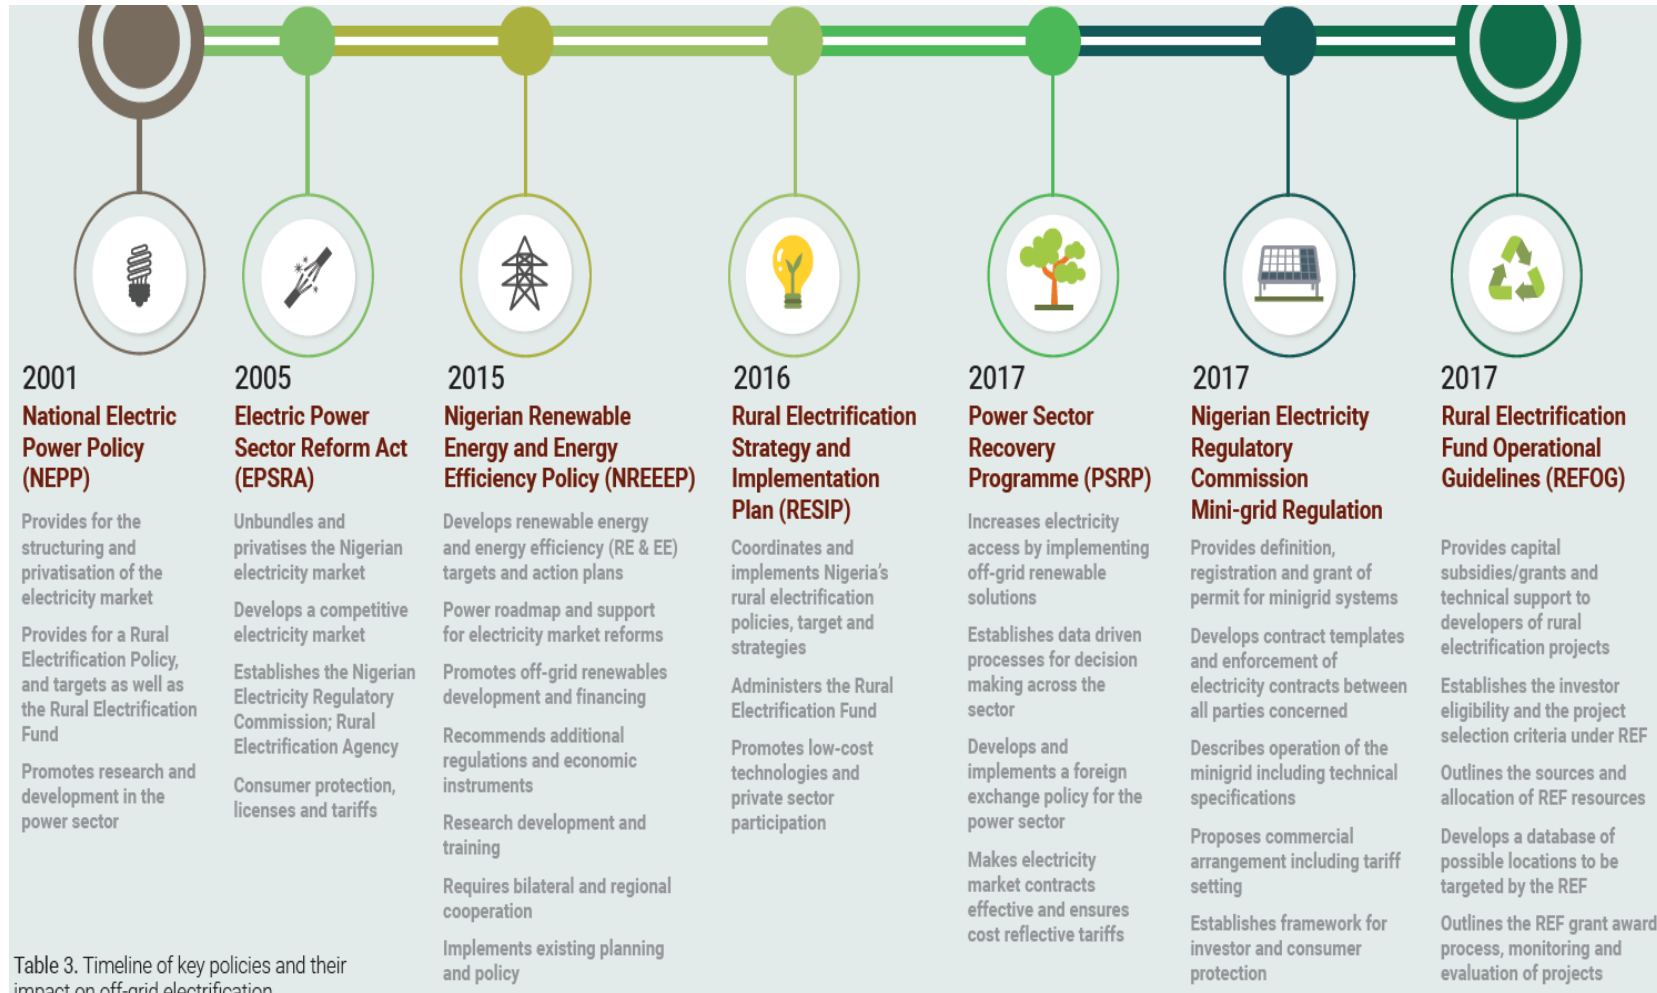 2001
National Electric
Power Policy
(NEPP)
Provides for the
structuring and
privatisation of the
electricity market
Provides for a Rural
Electrification Policy,
and targets as well as
the Rural Electrification
Fund
Promotes research and
development in the
power sector
2005
Electric Power
Sector Reform Act
(EPSRA)
Unbundles and
privatises the Nigerian
electricity market
Develops a competitive
electricity market
Establishes the Nigerian
Electricity Regulatory
Commission; Rural
Electrification Agency
Consumer protection,
licenses and tariffs
2015
Nigerian Renewable
Energy and Energy
Efficiency Policy (NREEEP)
Develops renewable energy
and energy efficiency (RE & EE)
targets and action plans
Power roadmap and support
for electricity market reforms
Promotes off-grid renewables
development and financing
Recommends additional
regulations and economic
instruments
Research development and
training
Requires bilateral and regional
cooperation
Implements existing planning
and policy
2016
Rural Electrification
Strategy and
Implementation
Plan (RESIP)
Coordinates and
implements Nigeria's
rural electrification
policies, target and
strategies
Administers the Rural
Electrification Fund
Promotes low-cost
technologies and
private sector
participation
2017
Power Sector
Recovery
Programme (PSRP)
Increases electricity
access by implementing
off-grid renewable
solutions
Establishes data driven
processes for decision
making across the
sector
Develops and
implements a foreign
exchange policy for the
power sector
Makes electricity
market contracts
effective and ensures
cost reflective tariffs
2017
Nigerian Electricity
Regulatory
Commission
Mini-grid Regulation
Provides definition,
registration and grant of
permit for minigrid systems
Develops contract templates
and enforcement of
electricity contracts between
all parties concerned
Describes operation of the
minigrid including technical
specifications
Proposes commercial
arrangement including tariff
setting
Establishes framework for
investor and consumer
protection
2017
Rural Electrification
Fund Operational
Guidelines (REFOG)
Provides capital
subsidies/grants and
technical support to
developers of rural
electrification projects
Establishes the investor
eligibility and the project
selection criteria under REF
Outlines the sources and
allocation of REF resources
Develops a database of
possible locations to be
targeted by the REF
Outlines the REF grant award
process, monitoring and
evaluation of projects
Table 3. Timeline of key policies and their
impact on off-grid electrification